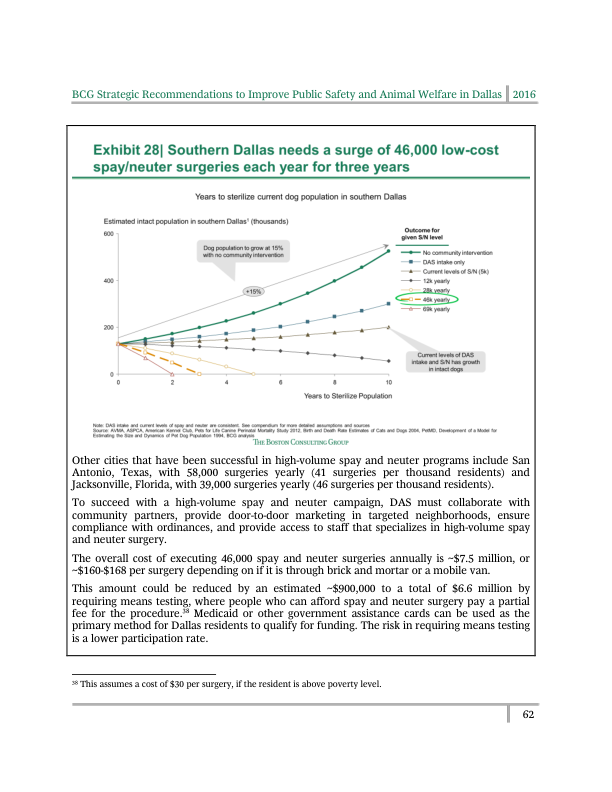 BCG Strategic Recommendations to Improve Public Safety and Animal Welfare in Dallas 2016
Exhibit 28| Southern Dallas needs a surge of 46,000 low-cost
spay/neuter surgeries each year for three years
Years to sterilize current dog population in southern Dallas
Estimated intact population in southern Dallas¹ (thousands)
600
400
200
0
0
2
4
6
8
10
Years to Sterilize Population
Dog population to grow at 15%
with no community intervention
+15%
Outcome for
given S/N level
No community intervention
DAS intake only
Current levels of S/N (5k)
12k yearly
28k yearly
46k yearly
69k yearly
Current levels of DAS
intake and S/N has growth
in intact dogs
Note: DAS intake and current levels of spay and neuter are consistent. See compendium for more detailed assumptions and sources
Source: AVMA, ASPCA, American Kenner Club, Pets for Life Canine Perinatal Mortality Study 2012, Birth and Death Rate Estimates of Cats and Dogs 2004, PetMD, Development of a Model for
Estimating the Size and Dynamics of Pet Dog Population 1994, BCG analysis
THE BOSTON CONSULTING GROUP
Other cities that have been successful in high-volume spay and neuter programs include San
Antonio, Texas, with 58,000 surgeries yearly (41 surgeries per thousand residents) and
Jacksonville, Florida, with 39,000 surgeries yearly (46 surgeries per thousand residents).
To succeed with a high-volume spay and neuter campaign, DAS must collaborate with
community partners, provide door-to-door marketing in targeted neighborhoods, ensure
compliance with ordinances, and provide access to staff that specializes in high-volume spay
and neuter surgery.
The overall cost of executing 46,000 spay and neuter surgeries annually is ~$7.5 million, or
~$160-$168 per surgery depending on if it is through brick and mortar or a mobile van.
This amount could be reduced by an estimated ~$900,000 to a total of $6.6 million by
requiring means testing, where people who can afford spay and neuter surgery pay a partial
fee for the procedure.³⁸ Medicaid or other government assistance cards can be used as the
primary method for Dallas residents to qualify for funding. The risk in requiring means testing
is a lower participation rate.
³⁸ This assumes a cost of $30 per surgery, if the resident is above poverty level.
62